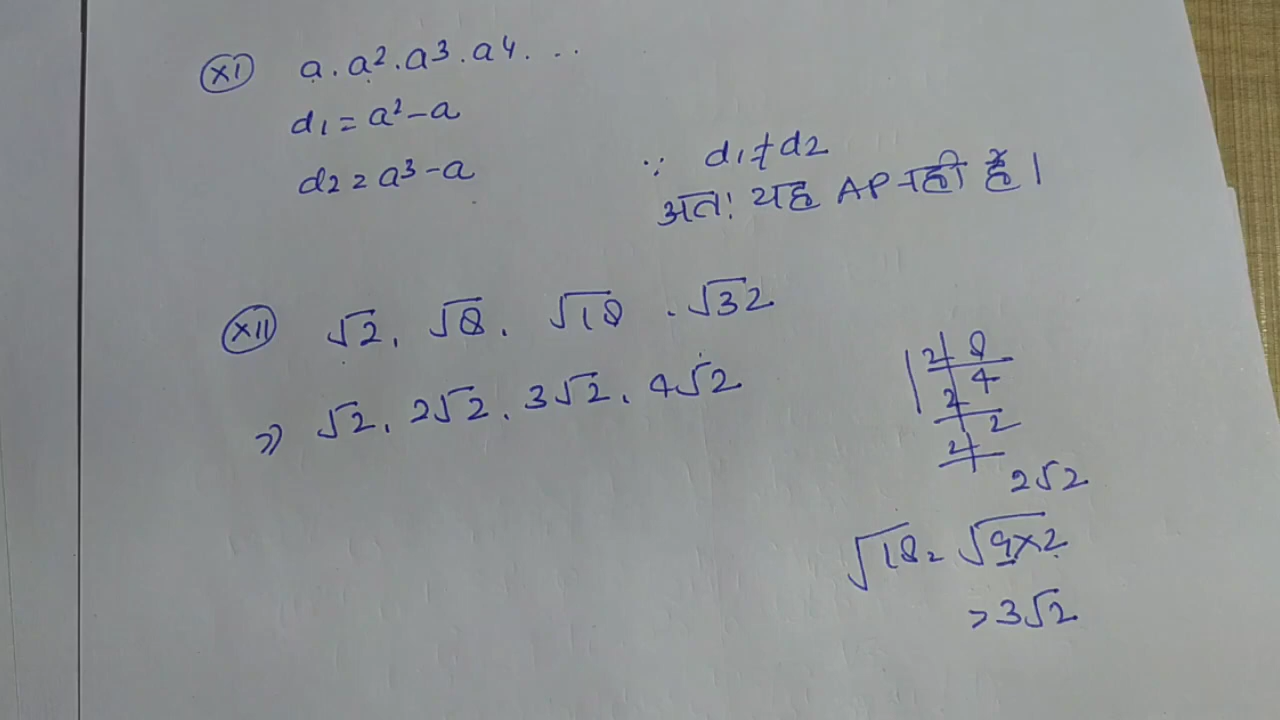 (XI) a, a², a³, a4. ...
d₁ = a² - a
d2 = a³ - a
∵ d₁ ≠ d2
अतः यह AP नही है।
(XII) √2, √8, √18, √32
⇒ √2, 2√2, 3√2, 4√2
2 8
2 4
2 2
2√2
√18 = √9×2
= 3√2